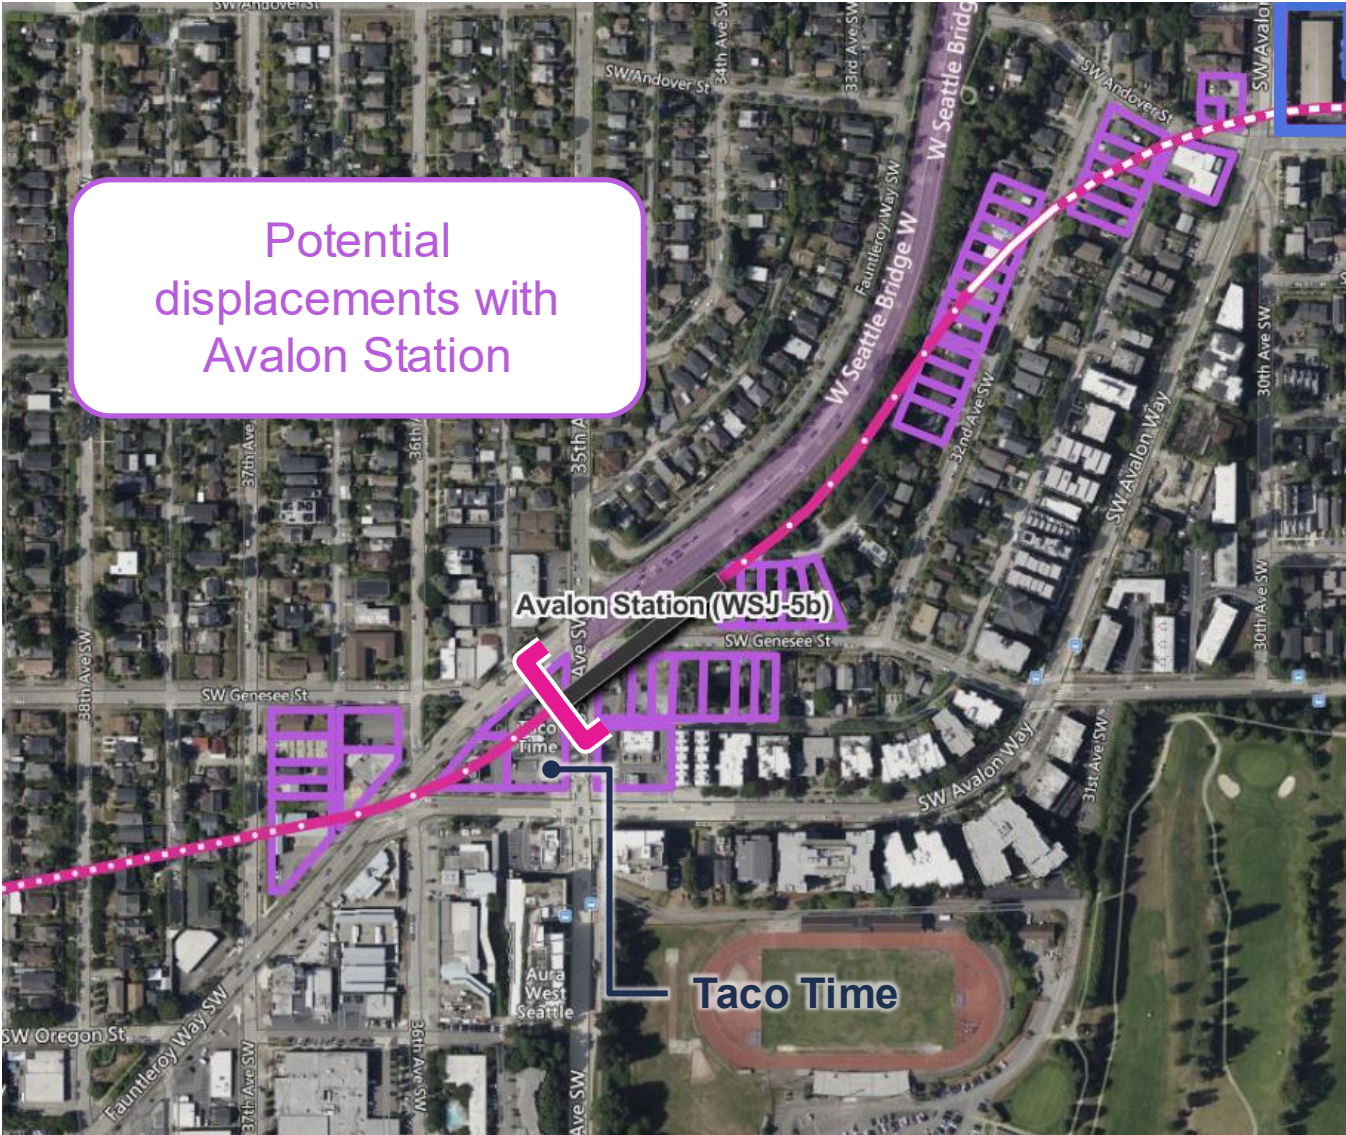 SW Andover St
34th Ave SW
33rd Ave SW
W Seattle Bridg
SW Avalon
SW Andover St
SW Andover St
W Seattle Bridge W
Fauntleroy Way SW
Potential
displacements with
Avalon Station
30th Ave SW
37th Ave
36th
35th A
32nd Ave SW
SW Avalon Way
Avalon Station (WSJ-5b)
30th Ave SW
38th Ave SW
Ave SW
SW Genesee St
SW Genesee St
Taco
Time
SW Avalon Way
31st Ave SW
Aura
West
Seattle
Taco Time
SW Oregon St
Fauntleroy Way SW
37th Ave SW
36th Ave SW
Ave SW